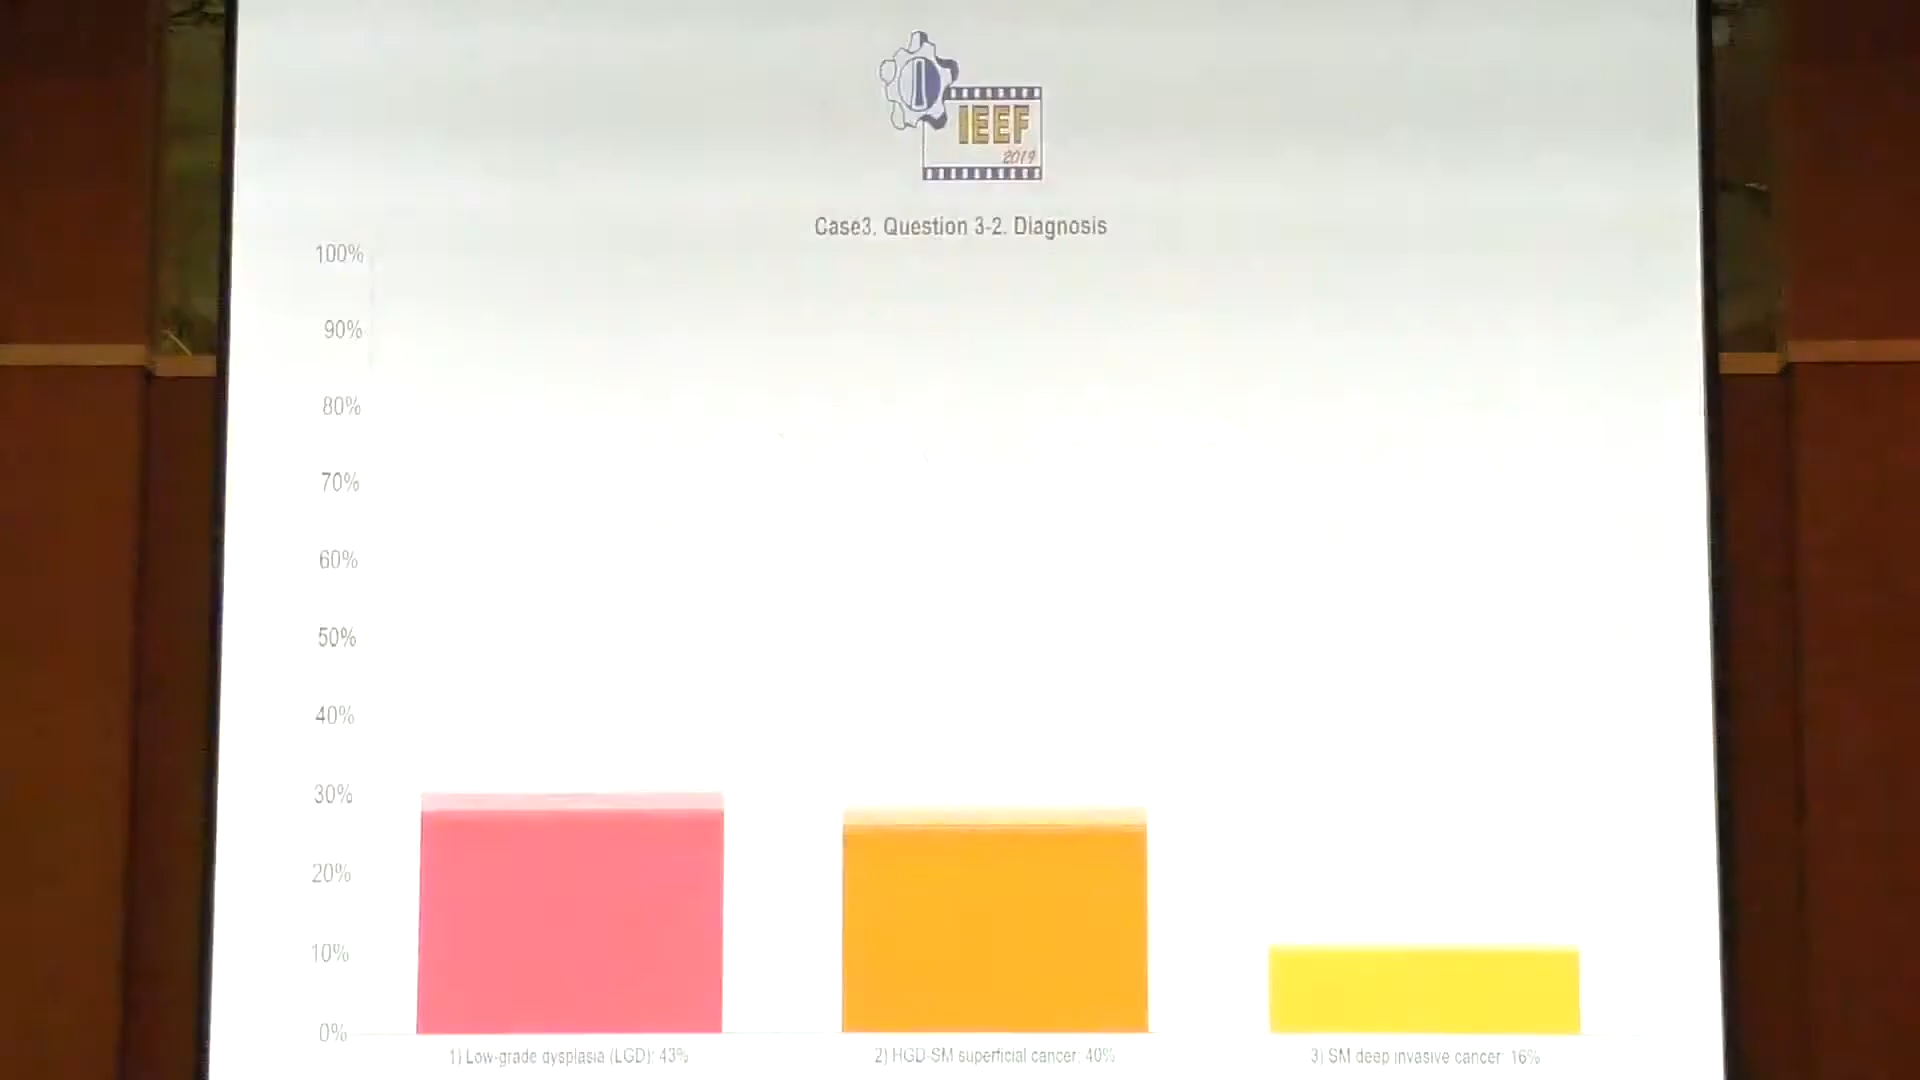 IEEF
2019
Case3. Question 3-2. Diagnosis
100%
90%
80%
70%
60%
50%
40%
30%
20%
10%
0%
1) Low-grade dysplasia (LGD): 43%
2) HGD-SM superficial cancer: 40%
3) SM deep invasive cancer: 16%